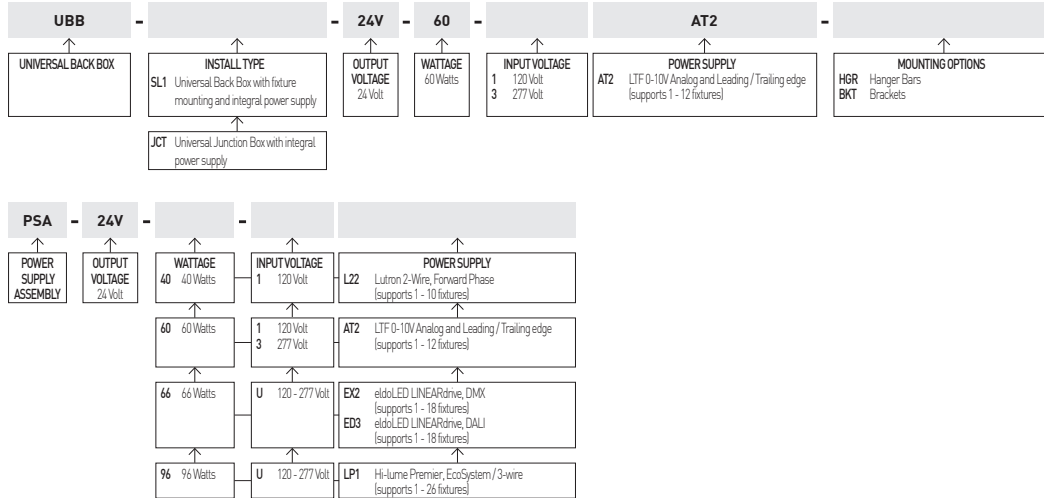 UBB - - 24V - 60 - AT2 -
UNIVERSAL BACK BOX
INSTALL TYPE
SL1 Universal Back Box with fixture
mounting and integral power supply
JCT Universal Junction Box with integral
power supply
OUTPUT
VOLTAGE
24 Volt
WATTAGE
60 Watts
INPUT VOLTAGE
1 120 Volt
3 277 Volt
POWER SUPPLY
AT2 LTF 0-10V Analog and Leading / Trailing edge
(supports 1 - 12 fixtures)
MOUNTING OPTIONS
HGR Hanger Bars
BKT Brackets
PSA - 24V - -
POWER
SUPPLY
ASSEMBLY
OUTPUT
VOLTAGE
24 Volt
WATTAGE
40 40 Watts
INPUT VOLTAGE
1 120 Volt
POWER SUPPLY
L22 Lutron 2-Wire, Forward Phase
(supports 1 - 10 fixtures)
60 60 Watts
1 120 Volt
3 277 Volt
AT2 LTF 0-10V Analog and Leading / Trailing edge
(supports 1 - 12 fixtures)
66 66 Watts
U 120 - 277 Volt
EX2 eldoLED LINEARdrive, DMX
(supports 1 - 18 fixtures)
ED3 eldoLED LINEARdrive, DALI
(supports 1 - 18 fixtures)
96 96 Watts
U 120 - 277 Volt
LP1 Hi-lume Premier, EcoSystem / 3-wire
(supports 1 - 26 fixtures)